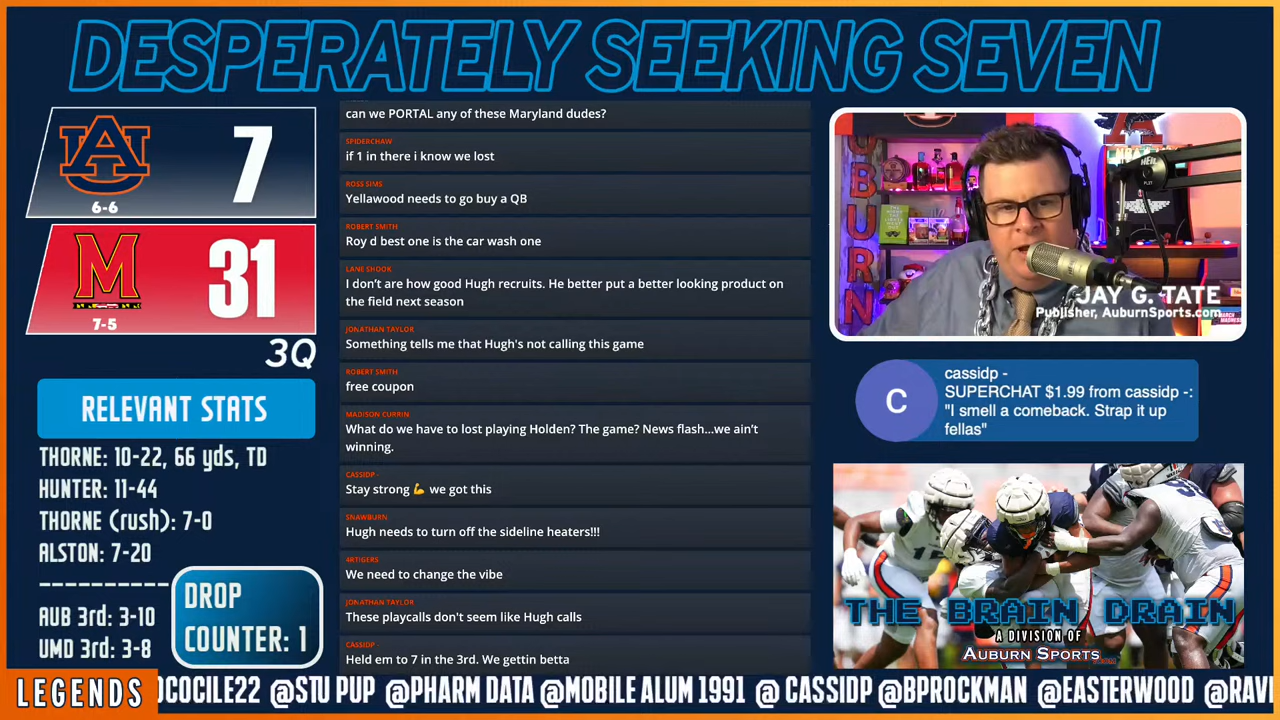 DESPERATELY SEEKING SEVEN
7
6-6
31
7-5
3Q
RELEVANT STATS
THORNE: 10-22, 66 yds, TD
HUNTER: 11-44
THORNE (rush): 7-0
ALSTON: 7-20
AUB 3rd: 3-10
UMD 3rd: 3-8
DROP
COUNTER: 1
can we PORTAL any of these Maryland dudes?
SPIDERCHAW
if 1 in there i know we lost
ROSS SIMS
Yellawood needs to go buy a QB
ROBERT SMITH
Roy d best one is the car wash one
LANE SHOOK
I don't are how good Hugh recruits. He better put a better looking product on
the field next season
JONATHAN TAYLOR
Something tells me that Hugh's not calling this game
ROBERT SMITH
free coupon
MADISON CURRIN
What do we have to lost playing Holden? The game? News flash...we ain't
winning.
CASSIDP -
Stay strong 💪 we got this
SNAWBURN
Hugh needs to turn off the sideline heaters!!!
4RTIGERS
We need to change the vibe
JONATHAN TAYLOR
These playcalls don't seem like Hugh calls
CASSIDP -
Held em to 7 in the 3rd. We gettin betta
JAY G. TATE
Publisher, AuburnSports.com
C
cassidp -
SUPERCHAT $1.99 from cassidp -:
"I smell a comeback. Strap it up
fellas"
THE BRAIN DRAIN
A DIVISION OF
AUBURN SPORTS
LEGENDS
OCOCILE22 @STU PUP @PHARM DATA @MOBILE ALUM 1991 @ CASSIDP @BPROCKMAN @EASTERWOOD @RAVI